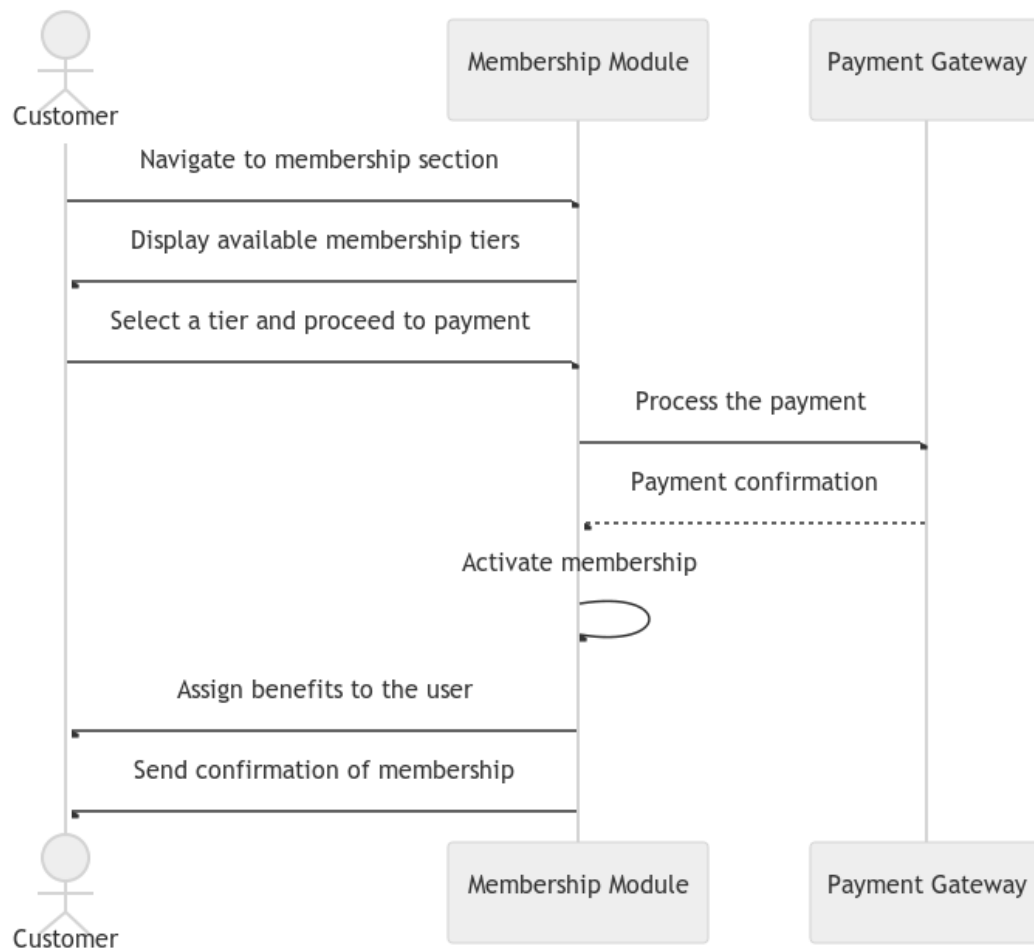 Membership Module
Payment Gateway
Customer
Navigate to membership section
Display available membership tiers
Select a tier and proceed to payment
Process the payment
Payment confirmation
Activate membership
Assign benefits to the user
Send confirmation of membership
Membership Module
Payment Gateway
Customer